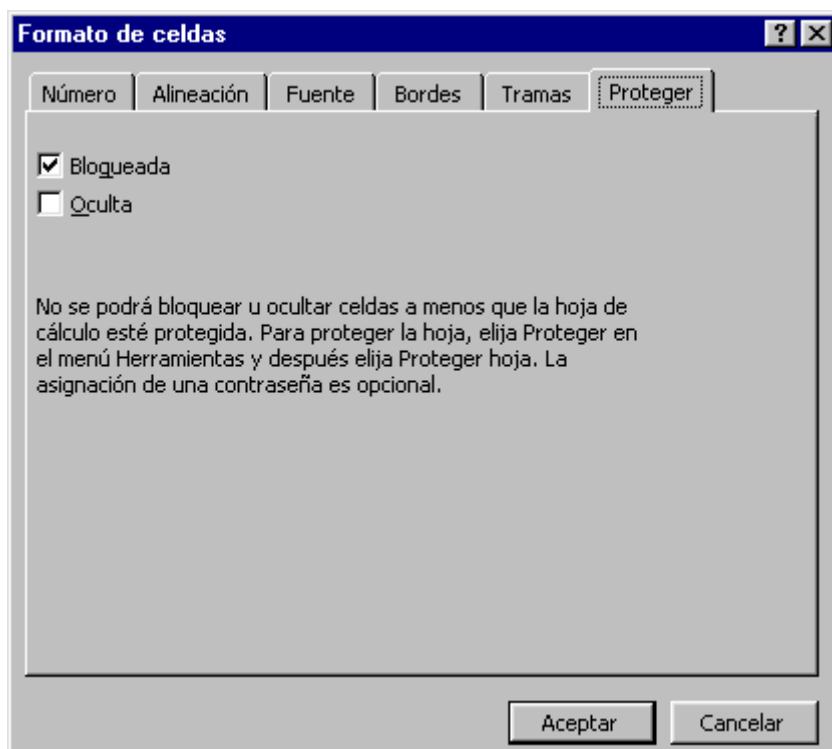 Formato de celdas
Número Alineación Fuente Bordes Tramas Proteger
Bloqueada
Oculta
No se podrá bloquear u ocultar celdas a menos que la hoja de
cálculo esté protegida. Para proteger la hoja, elija Proteger en
el menú Herramientas y después elija Proteger hoja. La
asignación de una contraseña es opcional.
Aceptar Cancelar